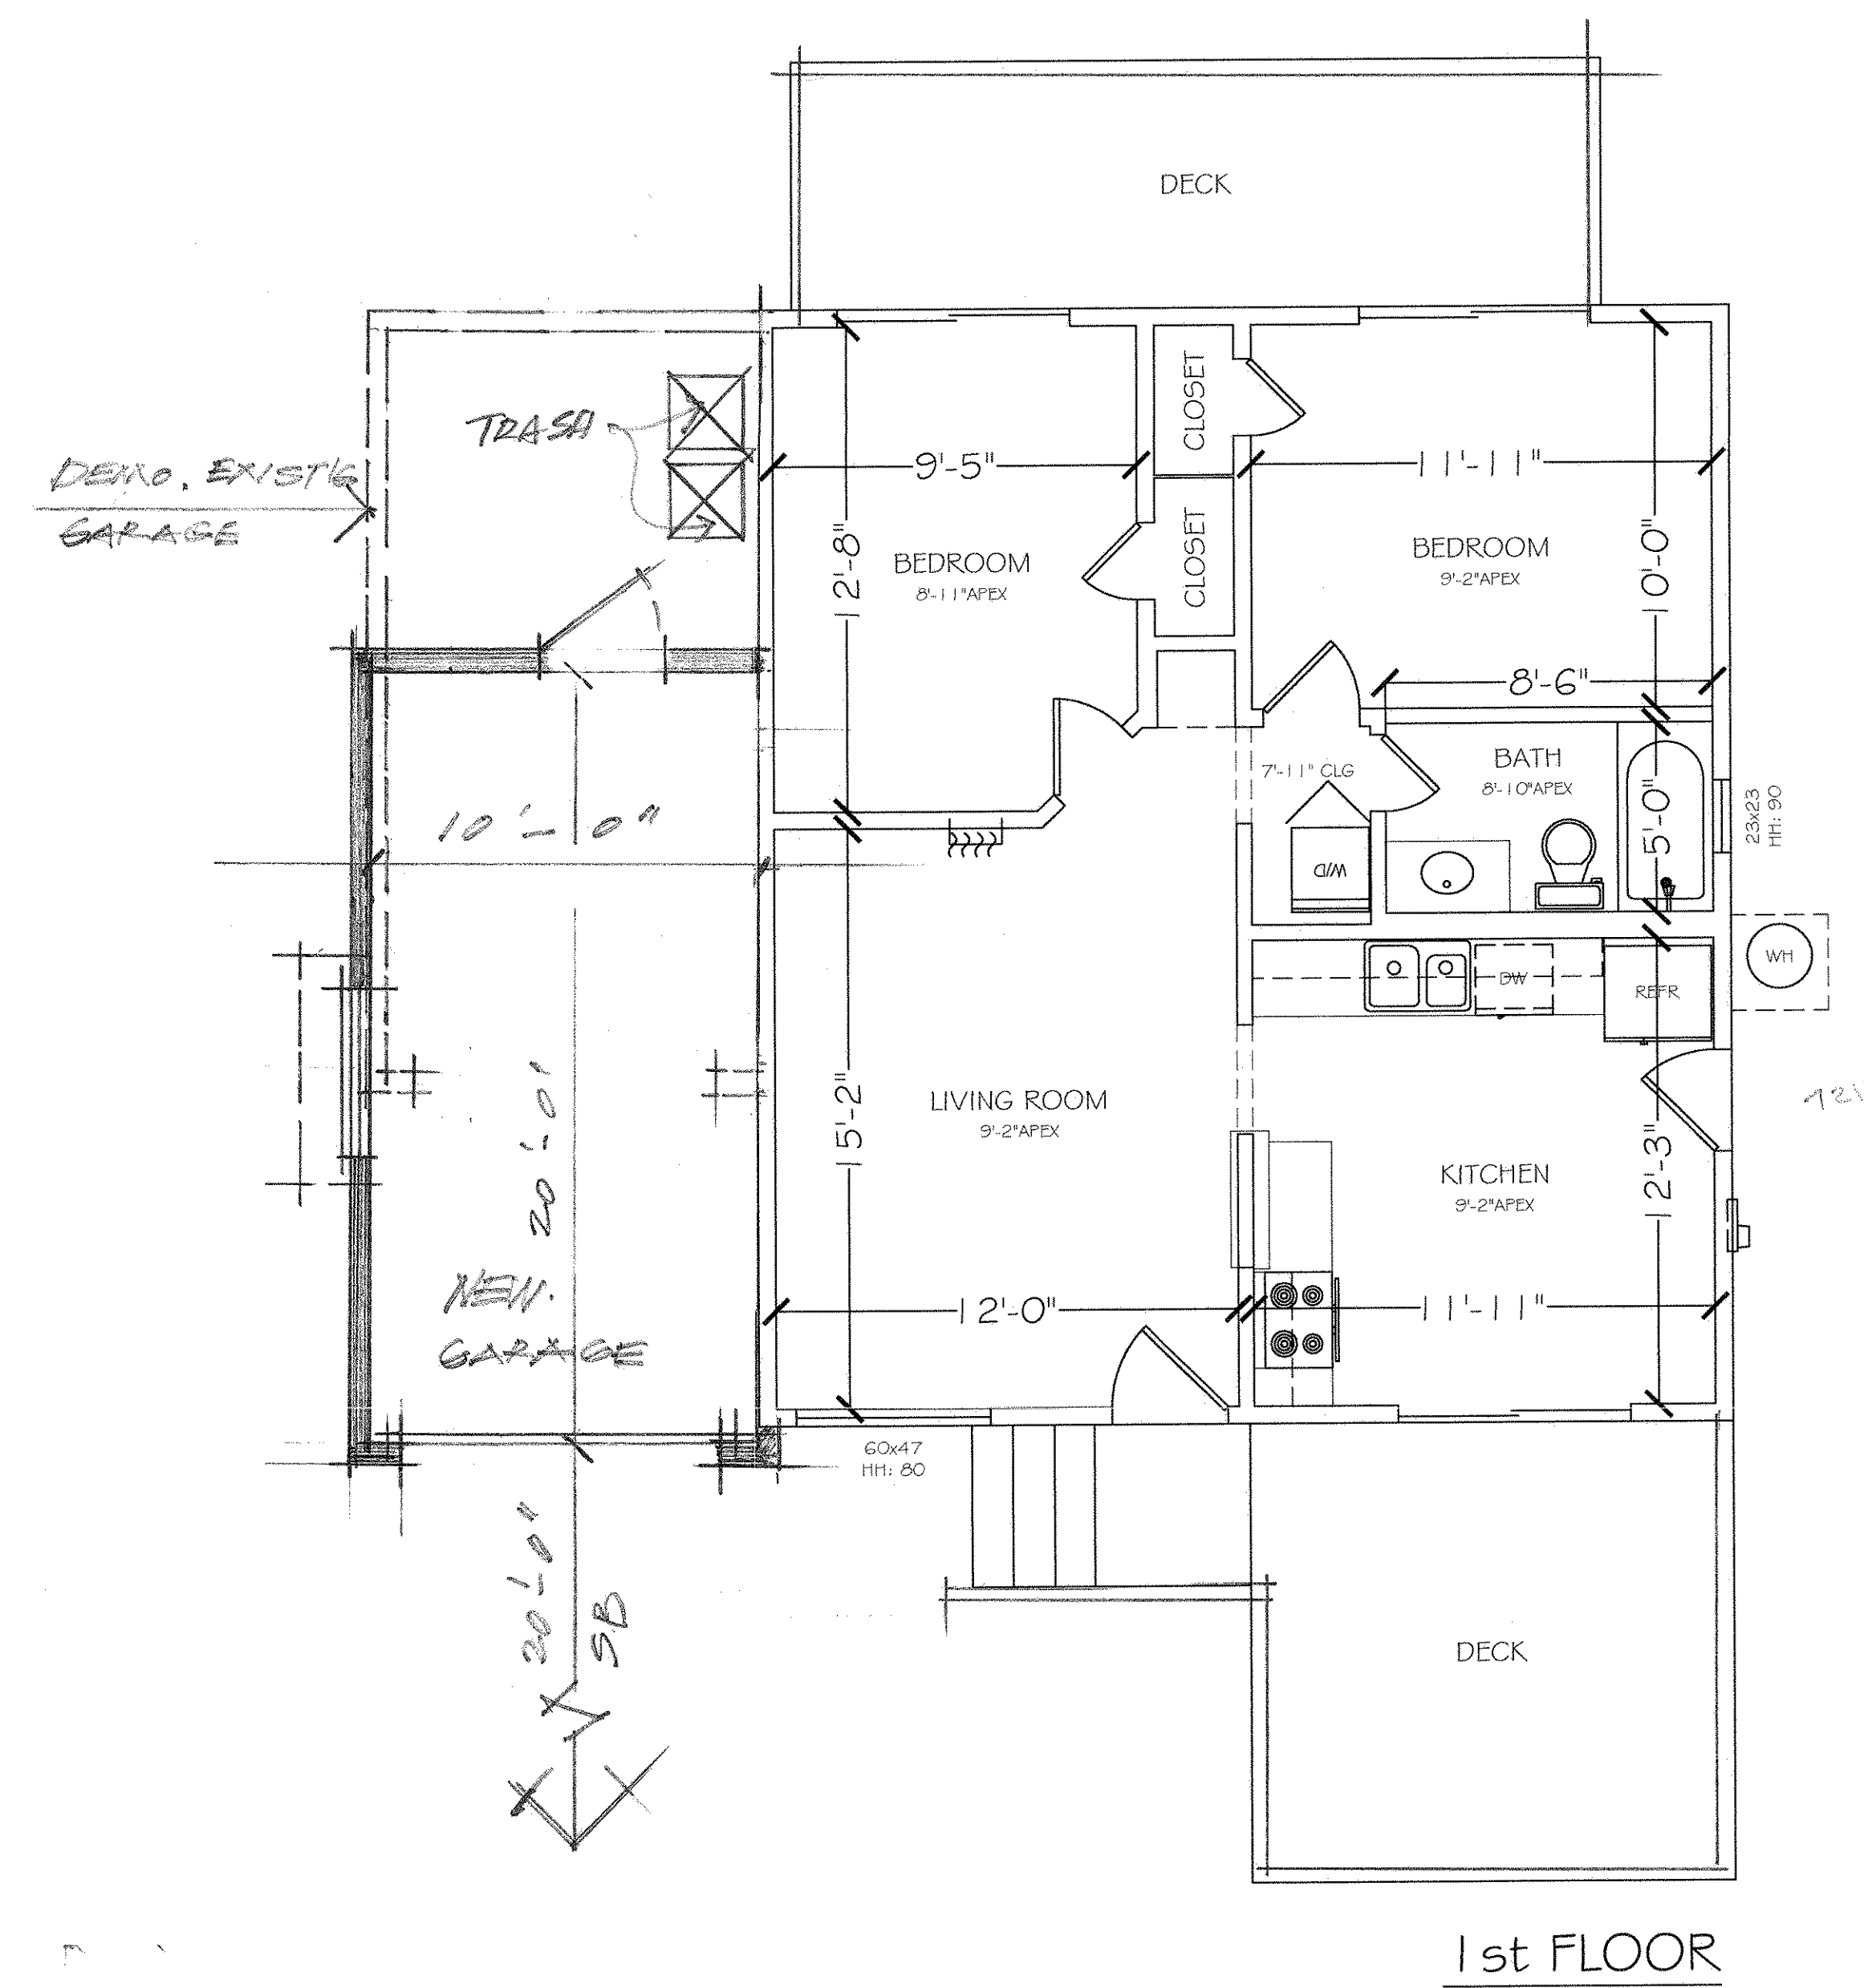 DECK
TRASH
DEMO. EXIST'G
GARAGE
CLOSET
CLOSET
9'-5"
11'-11"
12'-8"
10'-0"
BEDROOM
8'-11"APEX
BEDROOM
9'-2"APEX
8'-6"
7'-11" CLG
BATH
8'-10"APEX
5'-0"
23x23
HH: 90
W/D
10'-0"
DW
REFR
WH
20'-0"
NEW.
GARAGE
LIVING ROOM
9'-2"APEX
15'-2"
KITCHEN
9'-2"APEX
12'-3"
12'-0"
11'-11"
60x47
HH: 80
20'-0"
SB
DECK
1st FLOOR